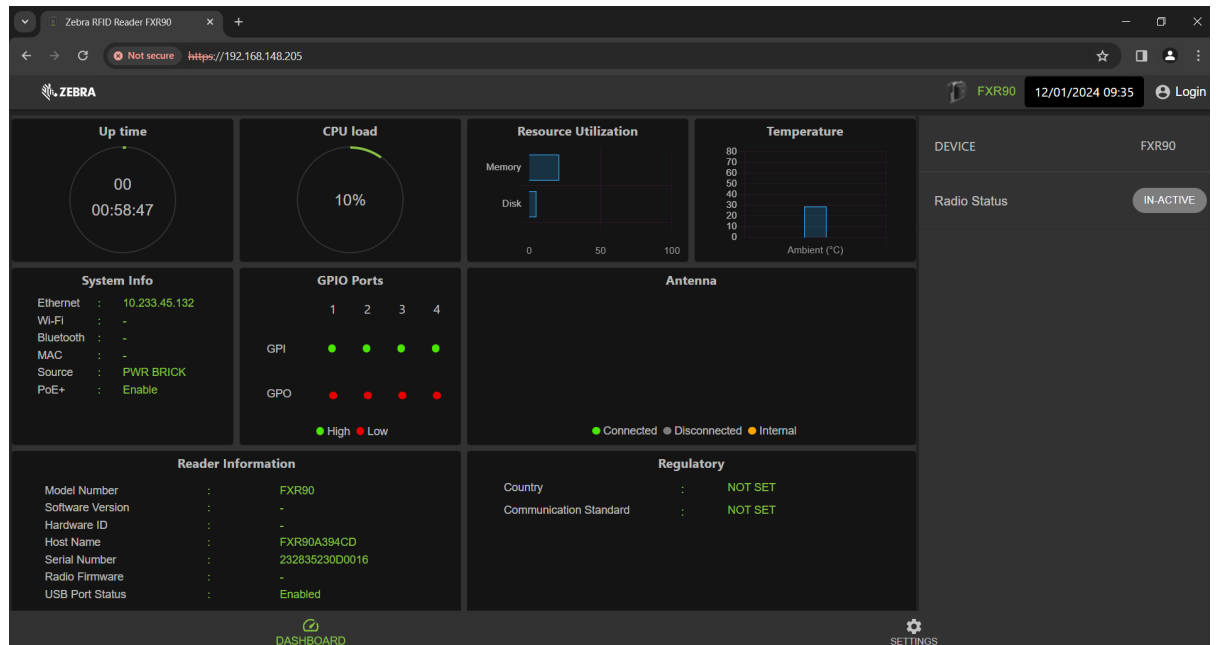 Zebra RFID Reader FXR90
Not secure https://192.168.148.205
ZEBRA
FXR90 12/01/2024 09:35 Login
Up time
00
00:58:47
CPU load
10%
Resource Utilization
Memory
Disk
0 50 100
Temperature
80
70
60
50
40
30
20
10
0
Ambient (°C)
DEVICE FXR90
Radio Status IN-ACTIVE
System Info
Ethernet : 10.233.45.132
Wi-Fi : -
Bluetooth : -
MAC : -
Source : PWR BRICK
PoE+ : Enable
GPIO Ports
1 2 3 4
GPI
GPO
High Low
Antenna
Connected Disconnected Internal
Reader Information
Model Number : FXR90
Software Version : -
Hardware ID : -
Host Name : FXR90A394CD
Serial Number : 232835230D0016
Radio Firmware : -
USB Port Status : Enabled
Regulatory
Country : NOT SET
Communication Standard : NOT SET
DASHBOARD
SETTINGS